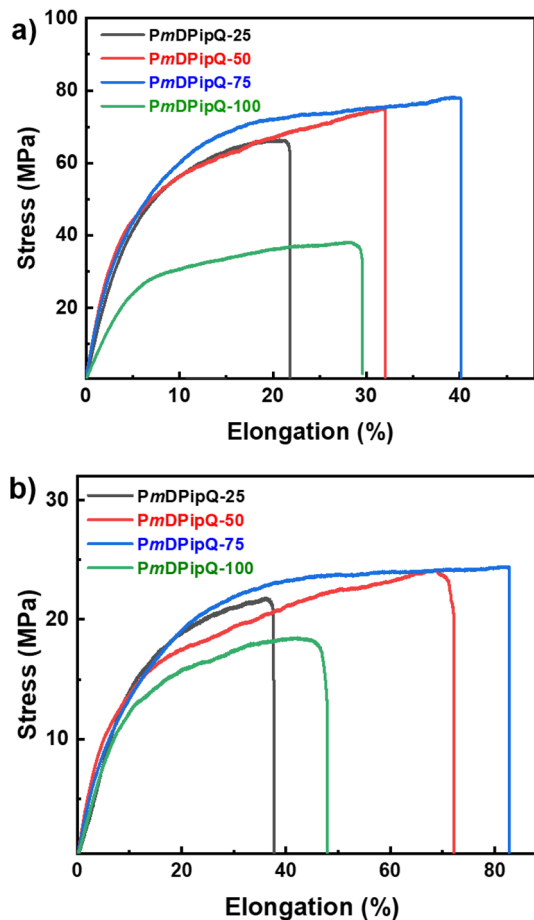 a)
100
80
60
40
20
0
10
20
30
40
Stress (MPa)
Elongation (%)
PmDPipQ-25
PmDPipQ-50
PmDPipQ-75
PmDPipQ-100
b)
30
20
10
0
20
40
60
80
Stress (MPa)
Elongation (%)
PmDPipQ-25
PmDPipQ-50
PmDPipQ-75
PmDPipQ-100